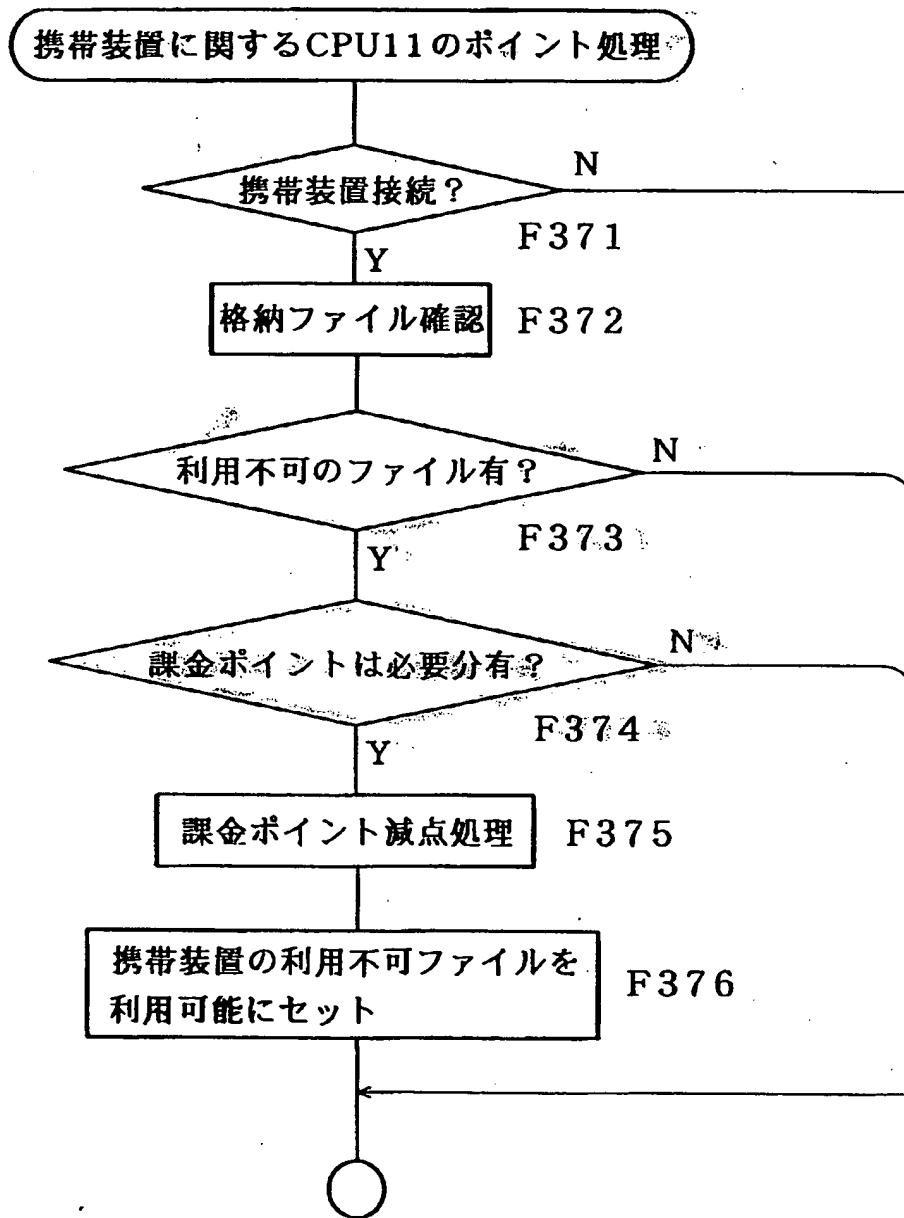 携帯装置に関するCPU11のポイント処理
携帯装置接続?
N
F371
Y
格納ファイル確認
F372
利用不可のファイル有?
N
F373
Y
課金ポイントは必要分有?
N
F374
Y
課金ポイント減点処理
F375
携帯装置の利用不可ファイルを
利用可能にセット
F376